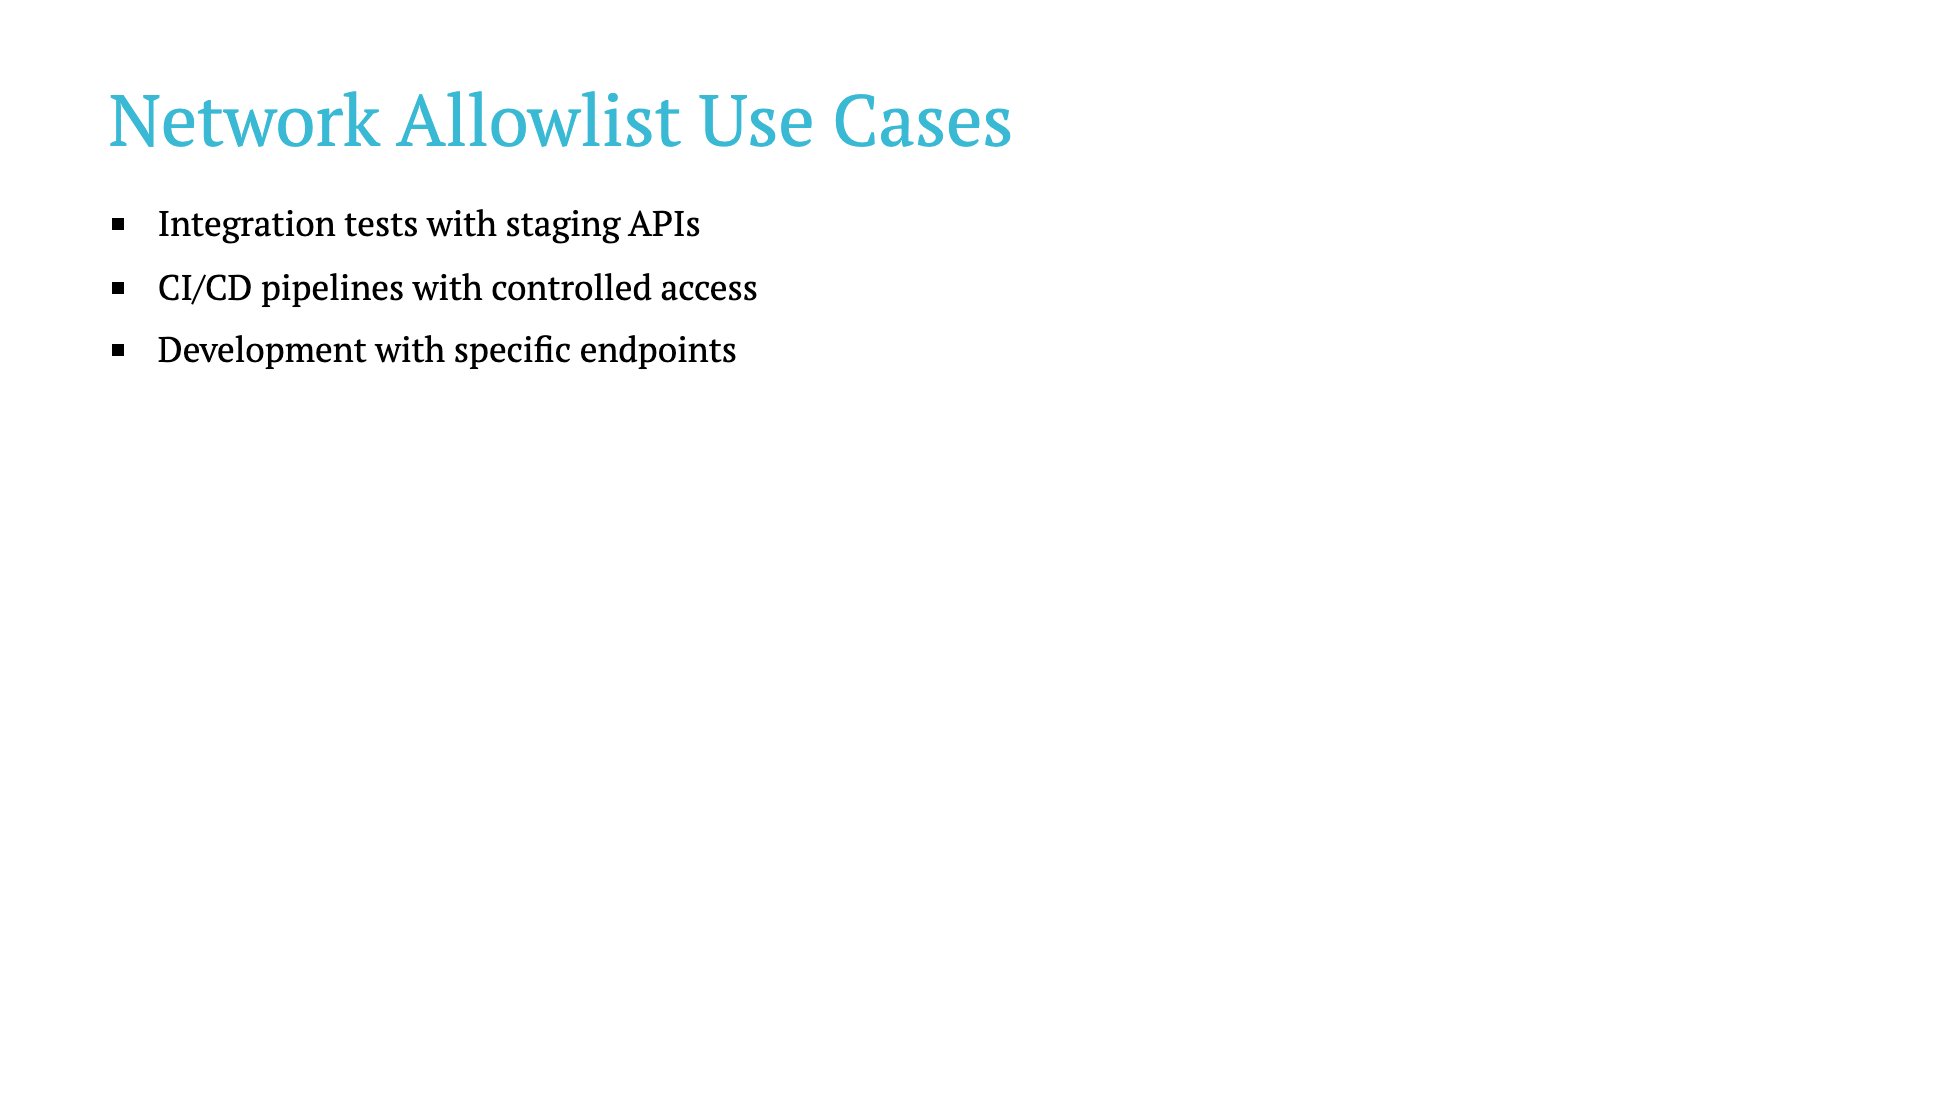 Network Allowlist Use Cases
▪ Integration tests with staging APIs
▪ CI/CD pipelines with controlled access
▪ Development with specific endpoints